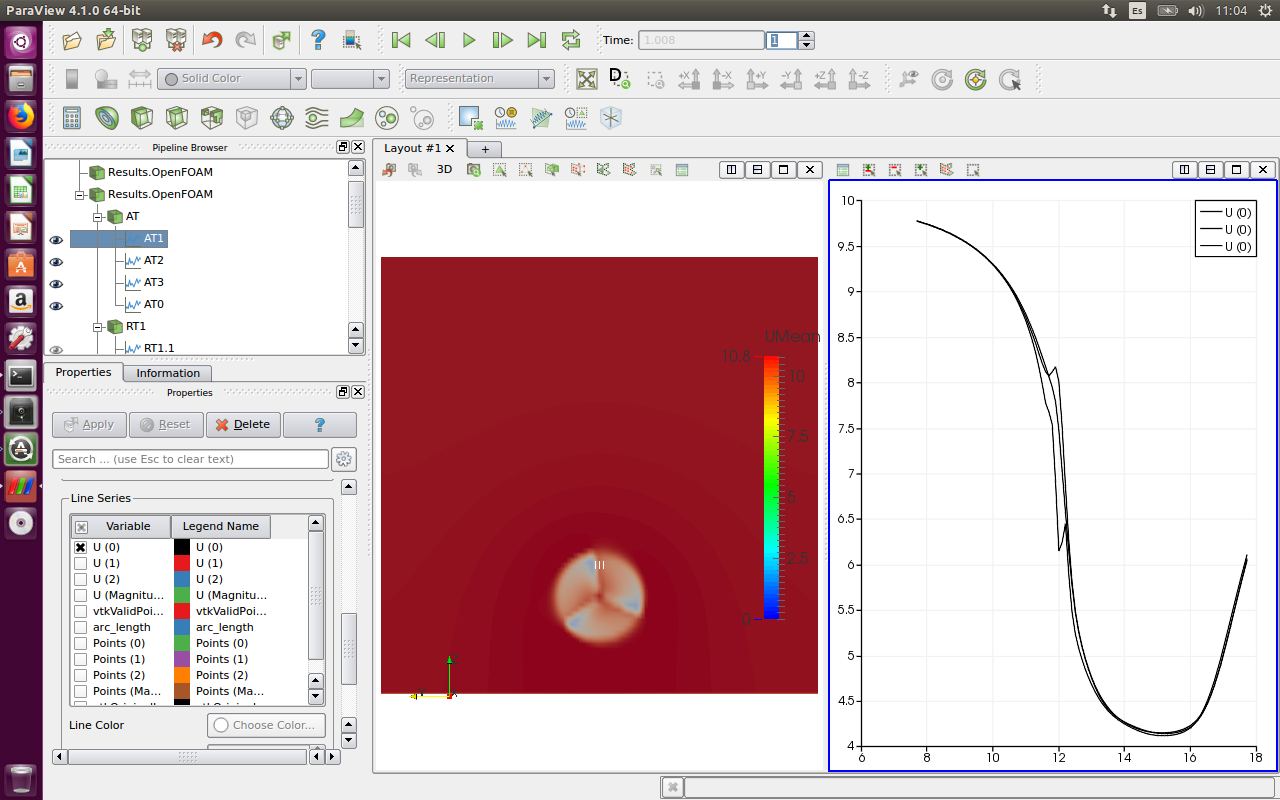 ParaView 4.1.0 64-bit
Es
11:04
Time:
1.008
1
Solid Color
Representation
+X
-X
+Y
-Y
+Z
-Z
Pipeline Browser
Results.OpenFOAM
Results.OpenFOAM
AT
AT1
AT2
AT3
AT0
RT1
RT1.1
Properties
Information
Properties
Apply
Reset
Delete
?
Search ... (use Esc to clear text)
Line Series
Variable
Legend Name
U (0)
U (0)
U (1)
U (1)
U (2)
U (2)
U (Magnitu...
U (Magnitu...
vtkValidPoi...
vtkValidPoi...
arc_length
arc_length
Points (0)
Points (0)
Points (1)
Points (1)
Points (2)
Points (2)
Points (Ma...
Points (Ma...
Line Color
Choose Color...
Layout #1
+
3D
UMean
10.8
10
7.5
5
2.5
0
U (0)
U (0)
U (0)
10
9.5
9
8.5
8
7.5
7
6.5
6
5.5
5
4.5
4
6
8
10
12
14
16
18